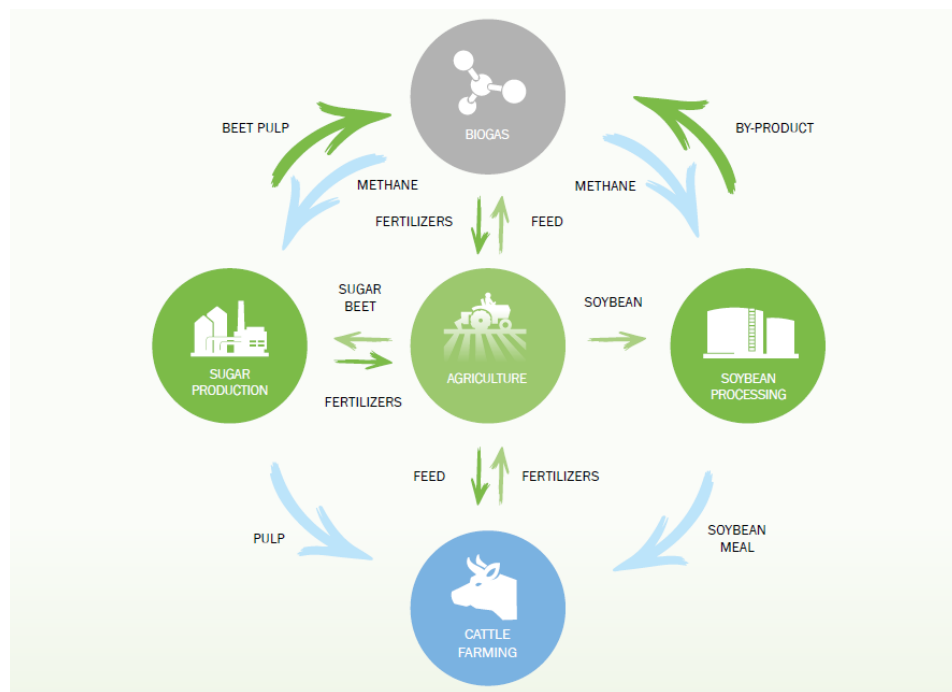 BIOGAS
BEET PULP
BY-PRODUCT
METHANE
METHANE
FERTILIZERS
FEED
SUGAR
BEET
SOYBEAN
SUGAR
PRODUCTION
AGRICULTURE
SOYBEAN
PROCESSING
FERTILIZERS
FEED
FERTILIZERS
PULP
SOYBEAN
MEAL
CATTLE
FARMING